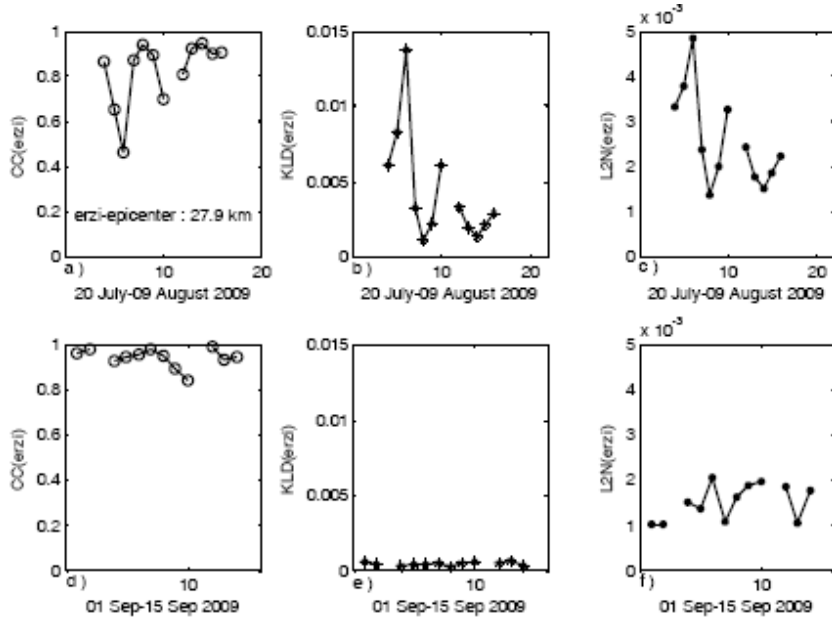 × 10⁻³
1
0.8
0.6
0.4
0.2
0
CC(erzi)
erzi-epicenter : 27.9 km
a )
10
20
20 July-09 August 2009
0.015
0.01
0.005
0
KLD(erzi)
b )
10
20
20 July-09 August 2009
5
4
3
2
1
0
L2N(erzi)
c )
10
20
20 July-09 August 2009
1
0.8
0.6
0.4
0.2
0
CC(erzi)
d )
10
01 Sep-15 Sep 2009
0.015
0.01
0.005
0
KLD(erzi)
e )
10
01 Sep-15 Sep 2009
× 10⁻³
5
4
3
2
1
0
L2N(erzi)
f )
10
01 Sep-15 Sep 2009